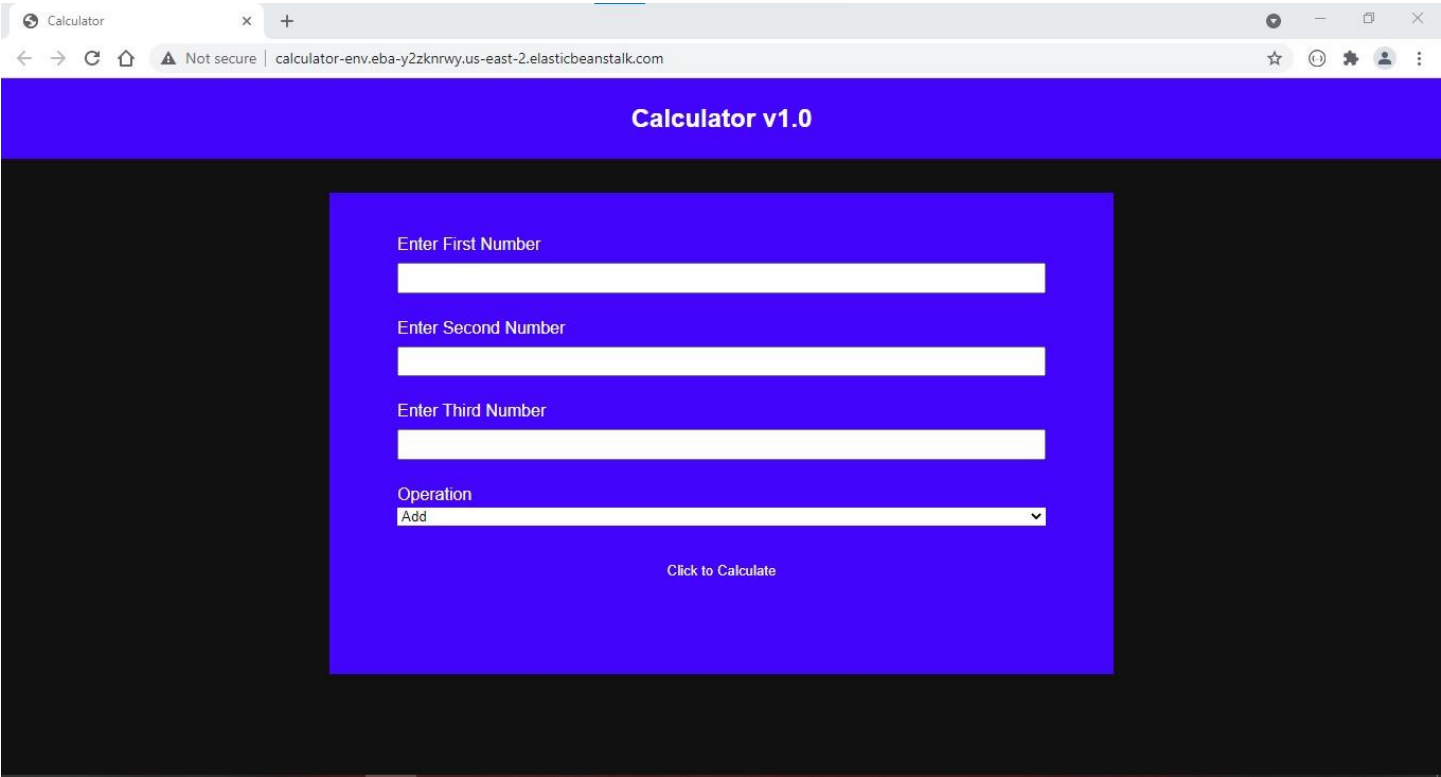 Calculator
Not secure | calculator-env.eba-y2zknrwy.us-east-2.elasticbeanstalk.com
Calculator v1.0
Enter First Number
Enter Second Number
Enter Third Number
Operation
Add
Click to Calculate